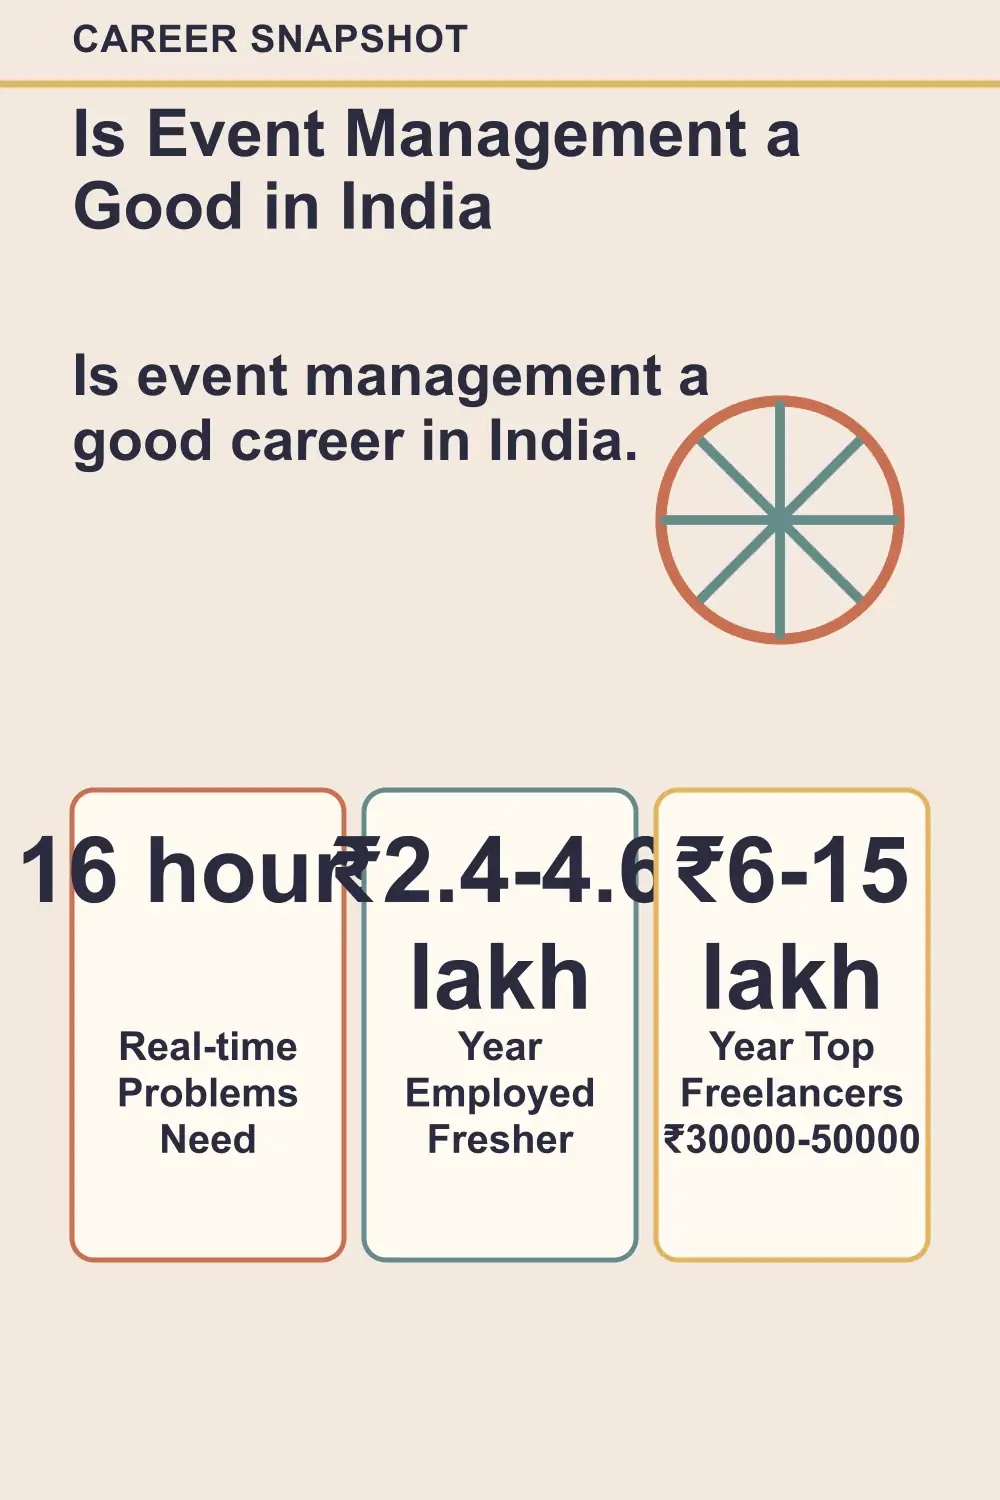 CAREER SNAPSHOT
Is Event Management a
Good in India
Is event management a
good career in India.
16 hour
₹2.4-4.6
lakh
₹6-15
lakh
Real-time
Problems
Need
Year
Employed
Fresher
Year Top
Freelancers
₹30000-50000